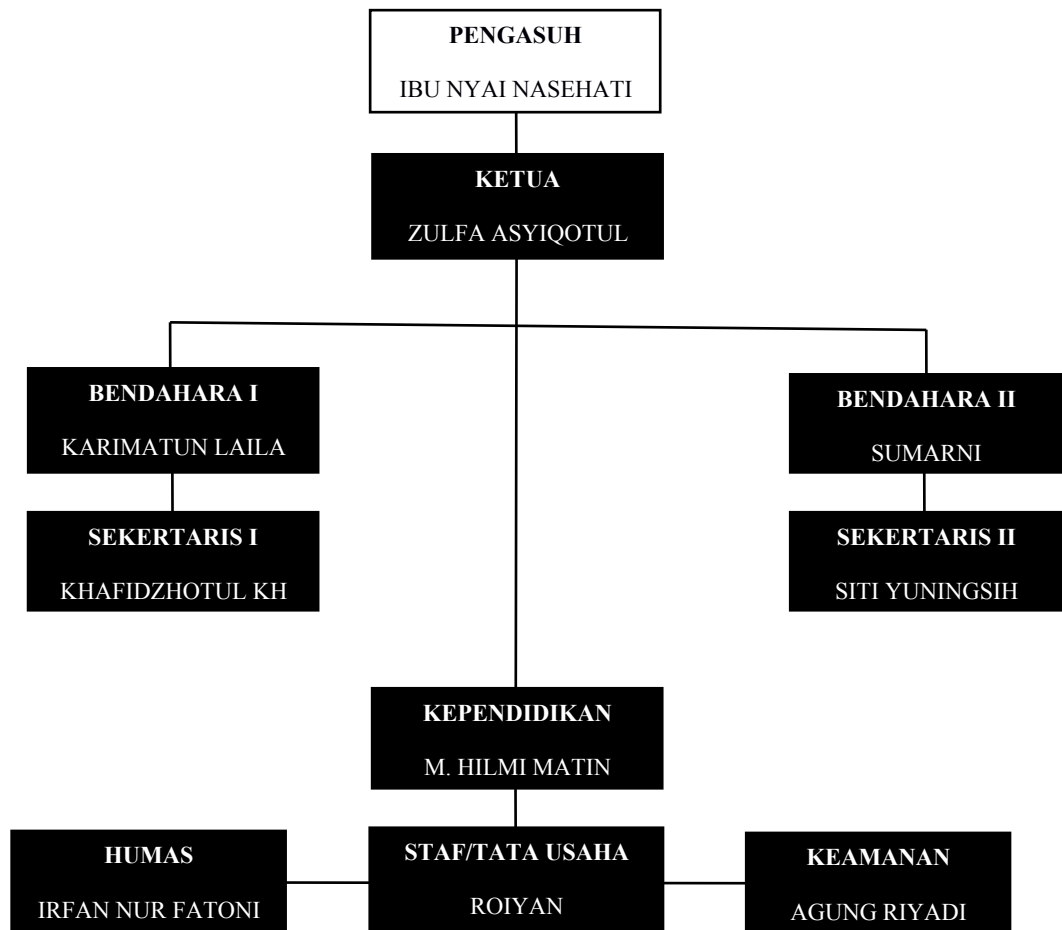 PENGASUH
IBU NYAI NASEHATI
KETUA
ZULFA ASYIQOTUL
BENDAHARA I
KARIMATUN LAILA
BENDAHARA II
SUMARNI
SEKERTARIS I
KHAFIDZHOTUL KH
SEKERTARIS II
SITI YUNINGSIH
KEPENDIDIKAN
M. HILMI MATIN
HUMAS
IRFAN NUR FATONI
STAF/TATA USAHA
ROIYAN
KEAMANAN
AGUNG RIYADI